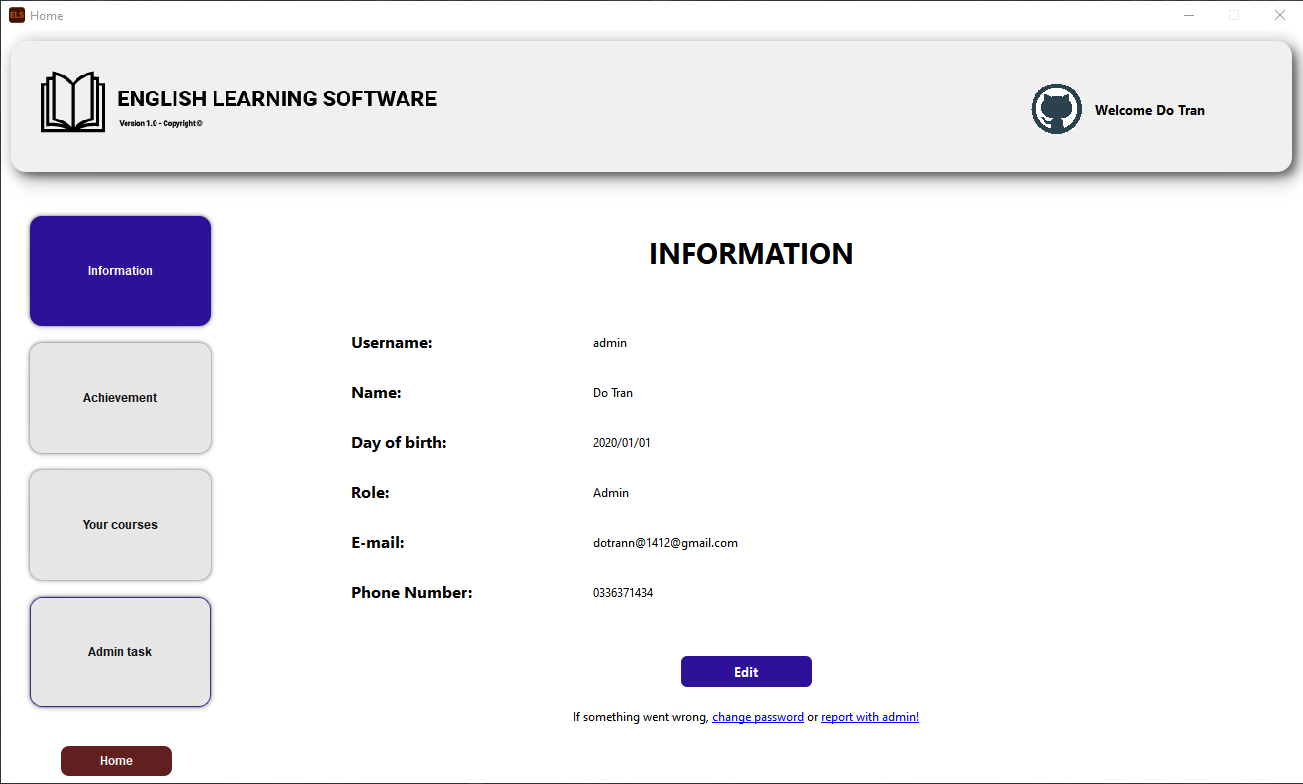 ELS Home
ENGLISH LEARNING SOFTWARE
Version 1.0 - Copyright©
Welcome Do Tran
Information
Achievement
Your courses
Admin task
Home
INFORMATION
Username: admin
Name: Do Tran
Day of birth: 2020/01/01
Role: Admin
E-mail: dotrann@1412@gmail.com
Phone Number: 0336371434
Edit
If something went wrong, change password or report with admin!